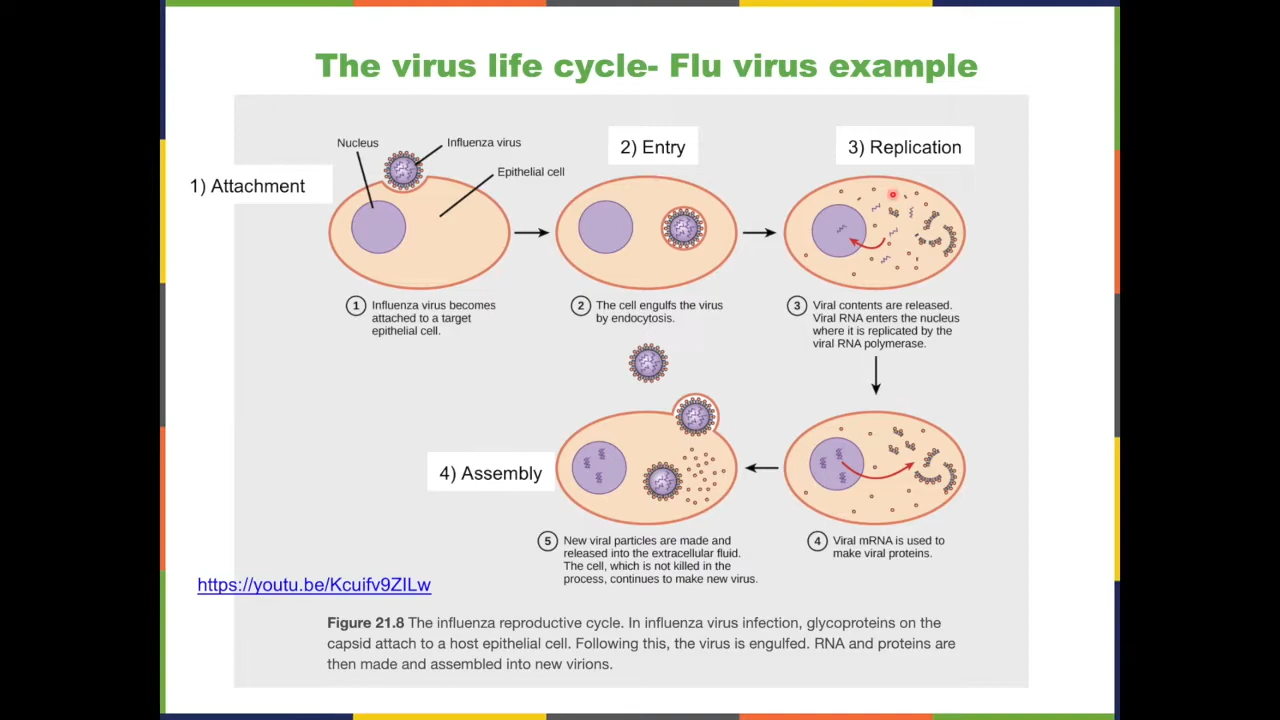 The virus life cycle- Flu virus example
Nucleus
Influenza virus
Epithelial cell
1) Attachment
2) Entry
3) Replication
1 Influenza virus becomes
attached to a target
epithelial cell.
2 The cell engulfs the virus
by endocytosis.
3 Viral contents are released.
Viral RNA enters the nucleus
where it is replicated by the
viral RNA polymerase.
4) Assembly
5 New viral particles are made and
released into the extracellular fluid.
The cell, which is not killed in the
process, continues to make new virus.
4 Viral mRNA is used to
make viral proteins.
https://youtu.be/Kcuifv9ZILw
Figure 21.8 The influenza reproductive cycle. In influenza virus infection, glycoproteins on the
capsid attach to a host epithelial cell. Following this, the virus is engulfed. RNA and proteins are
then made and assembled into new virions.